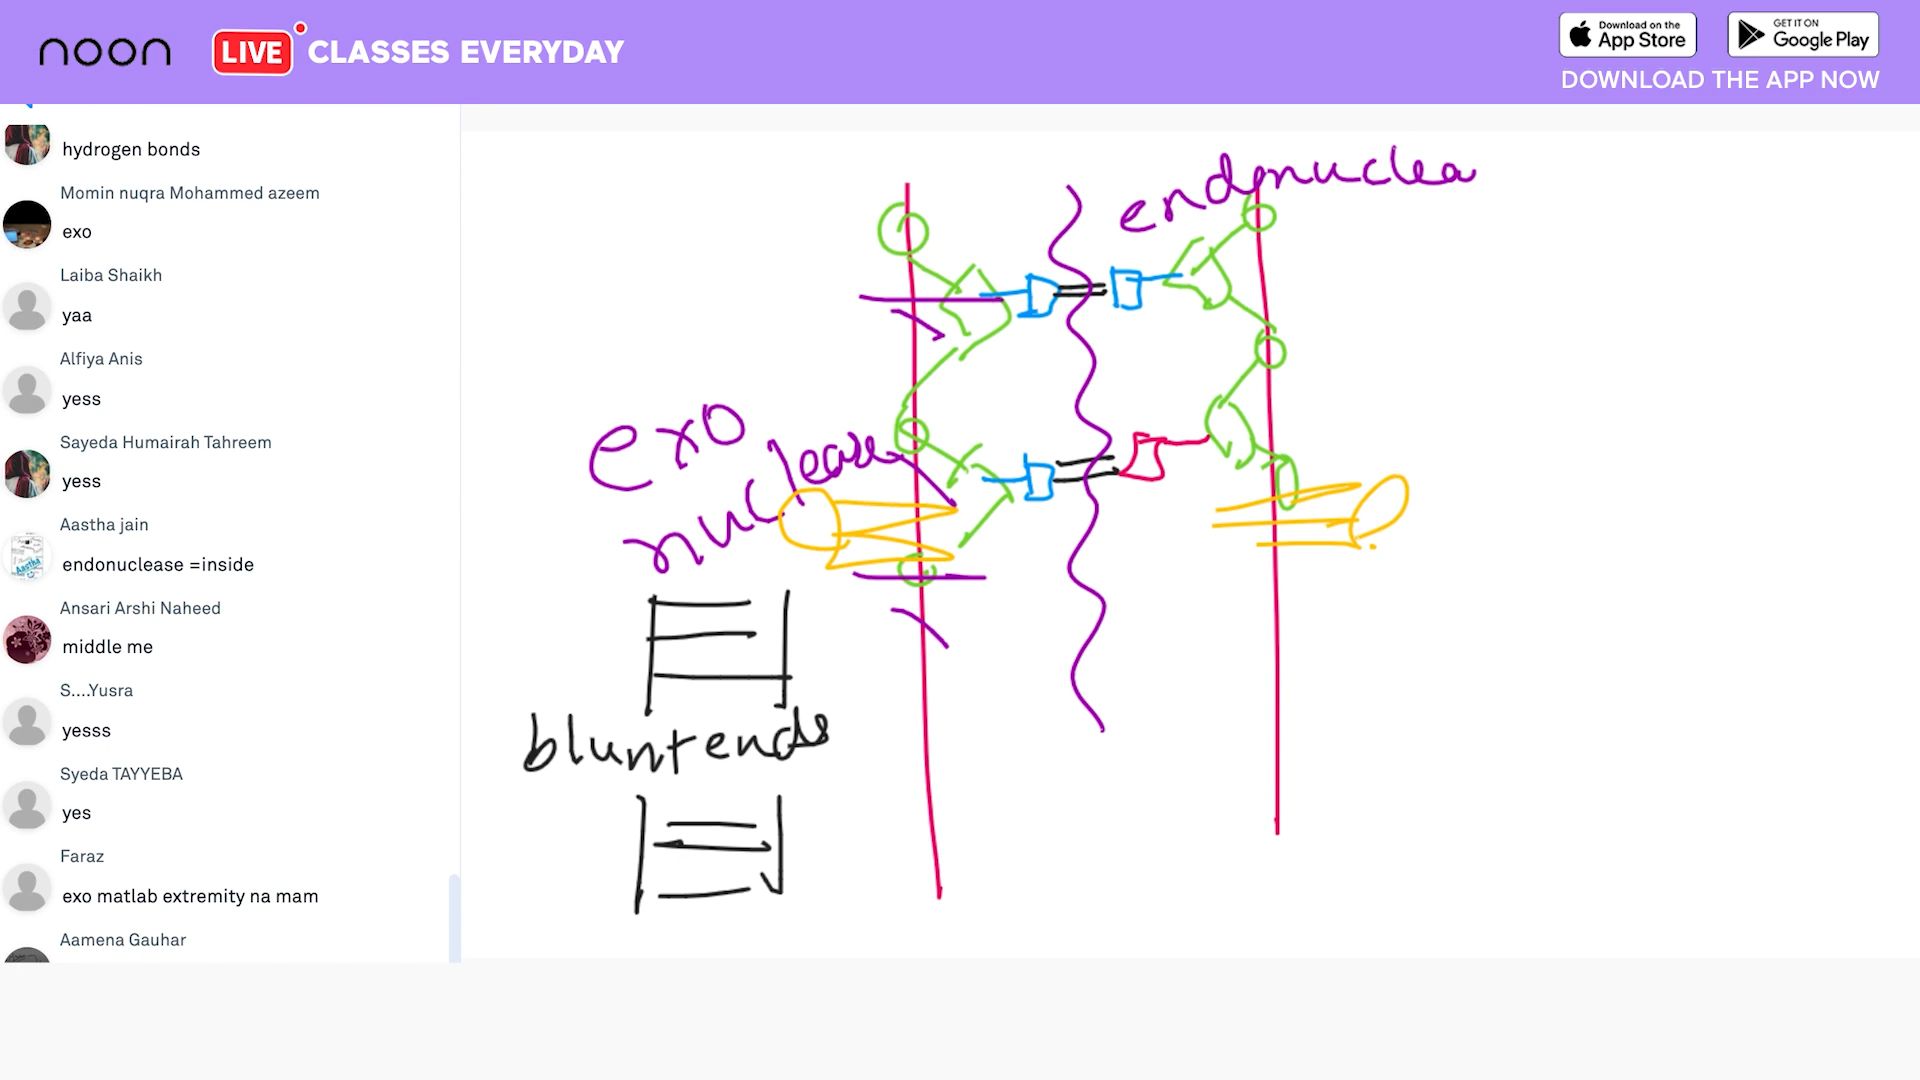 noon LIVE CLASSES EVERYDAY
Download on the App Store
GET IT ON Google Play
DOWNLOAD THE APP NOW
hydrogen bonds
Momin nuqra Mohammed azeem
exo
Laiba Shaikh
yaa
Alfiya Anis
yess
Sayeda Humairah Tahreem
yess
Aastha jain
endonuclease =inside
Ansari Arshi Naheed
middle me
S....Yusra
yesss
Syeda TAYYEBA
yes
Faraz
exo matlab extremity na mam
Aamena Gauhar
endonuclea
exo
nuclease
blunt ends